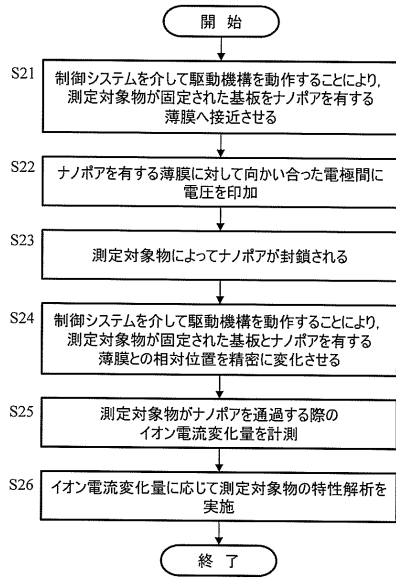 開 始
S21
制御システムを介して駆動機構を動作することにより,
測定対象物が固定された基板をナノポアを有する
薄膜へ接近させる
S22
ナノポアを有する薄膜に対して向かい合った電極間に
電圧を印加
S23
測定対象物によってナノポアが封鎖される
S24
制御システムを介して駆動機構を動作することにより,
測定対象物が固定された基板とナノポアを有する
薄膜との相対位置を精密に変化させる
S25
測定対象物がナノポアを通過する際の
イオン電流変化量を計測
S26
イオン電流変化量に応じて測定対象物の特性解析を
実施
終 了